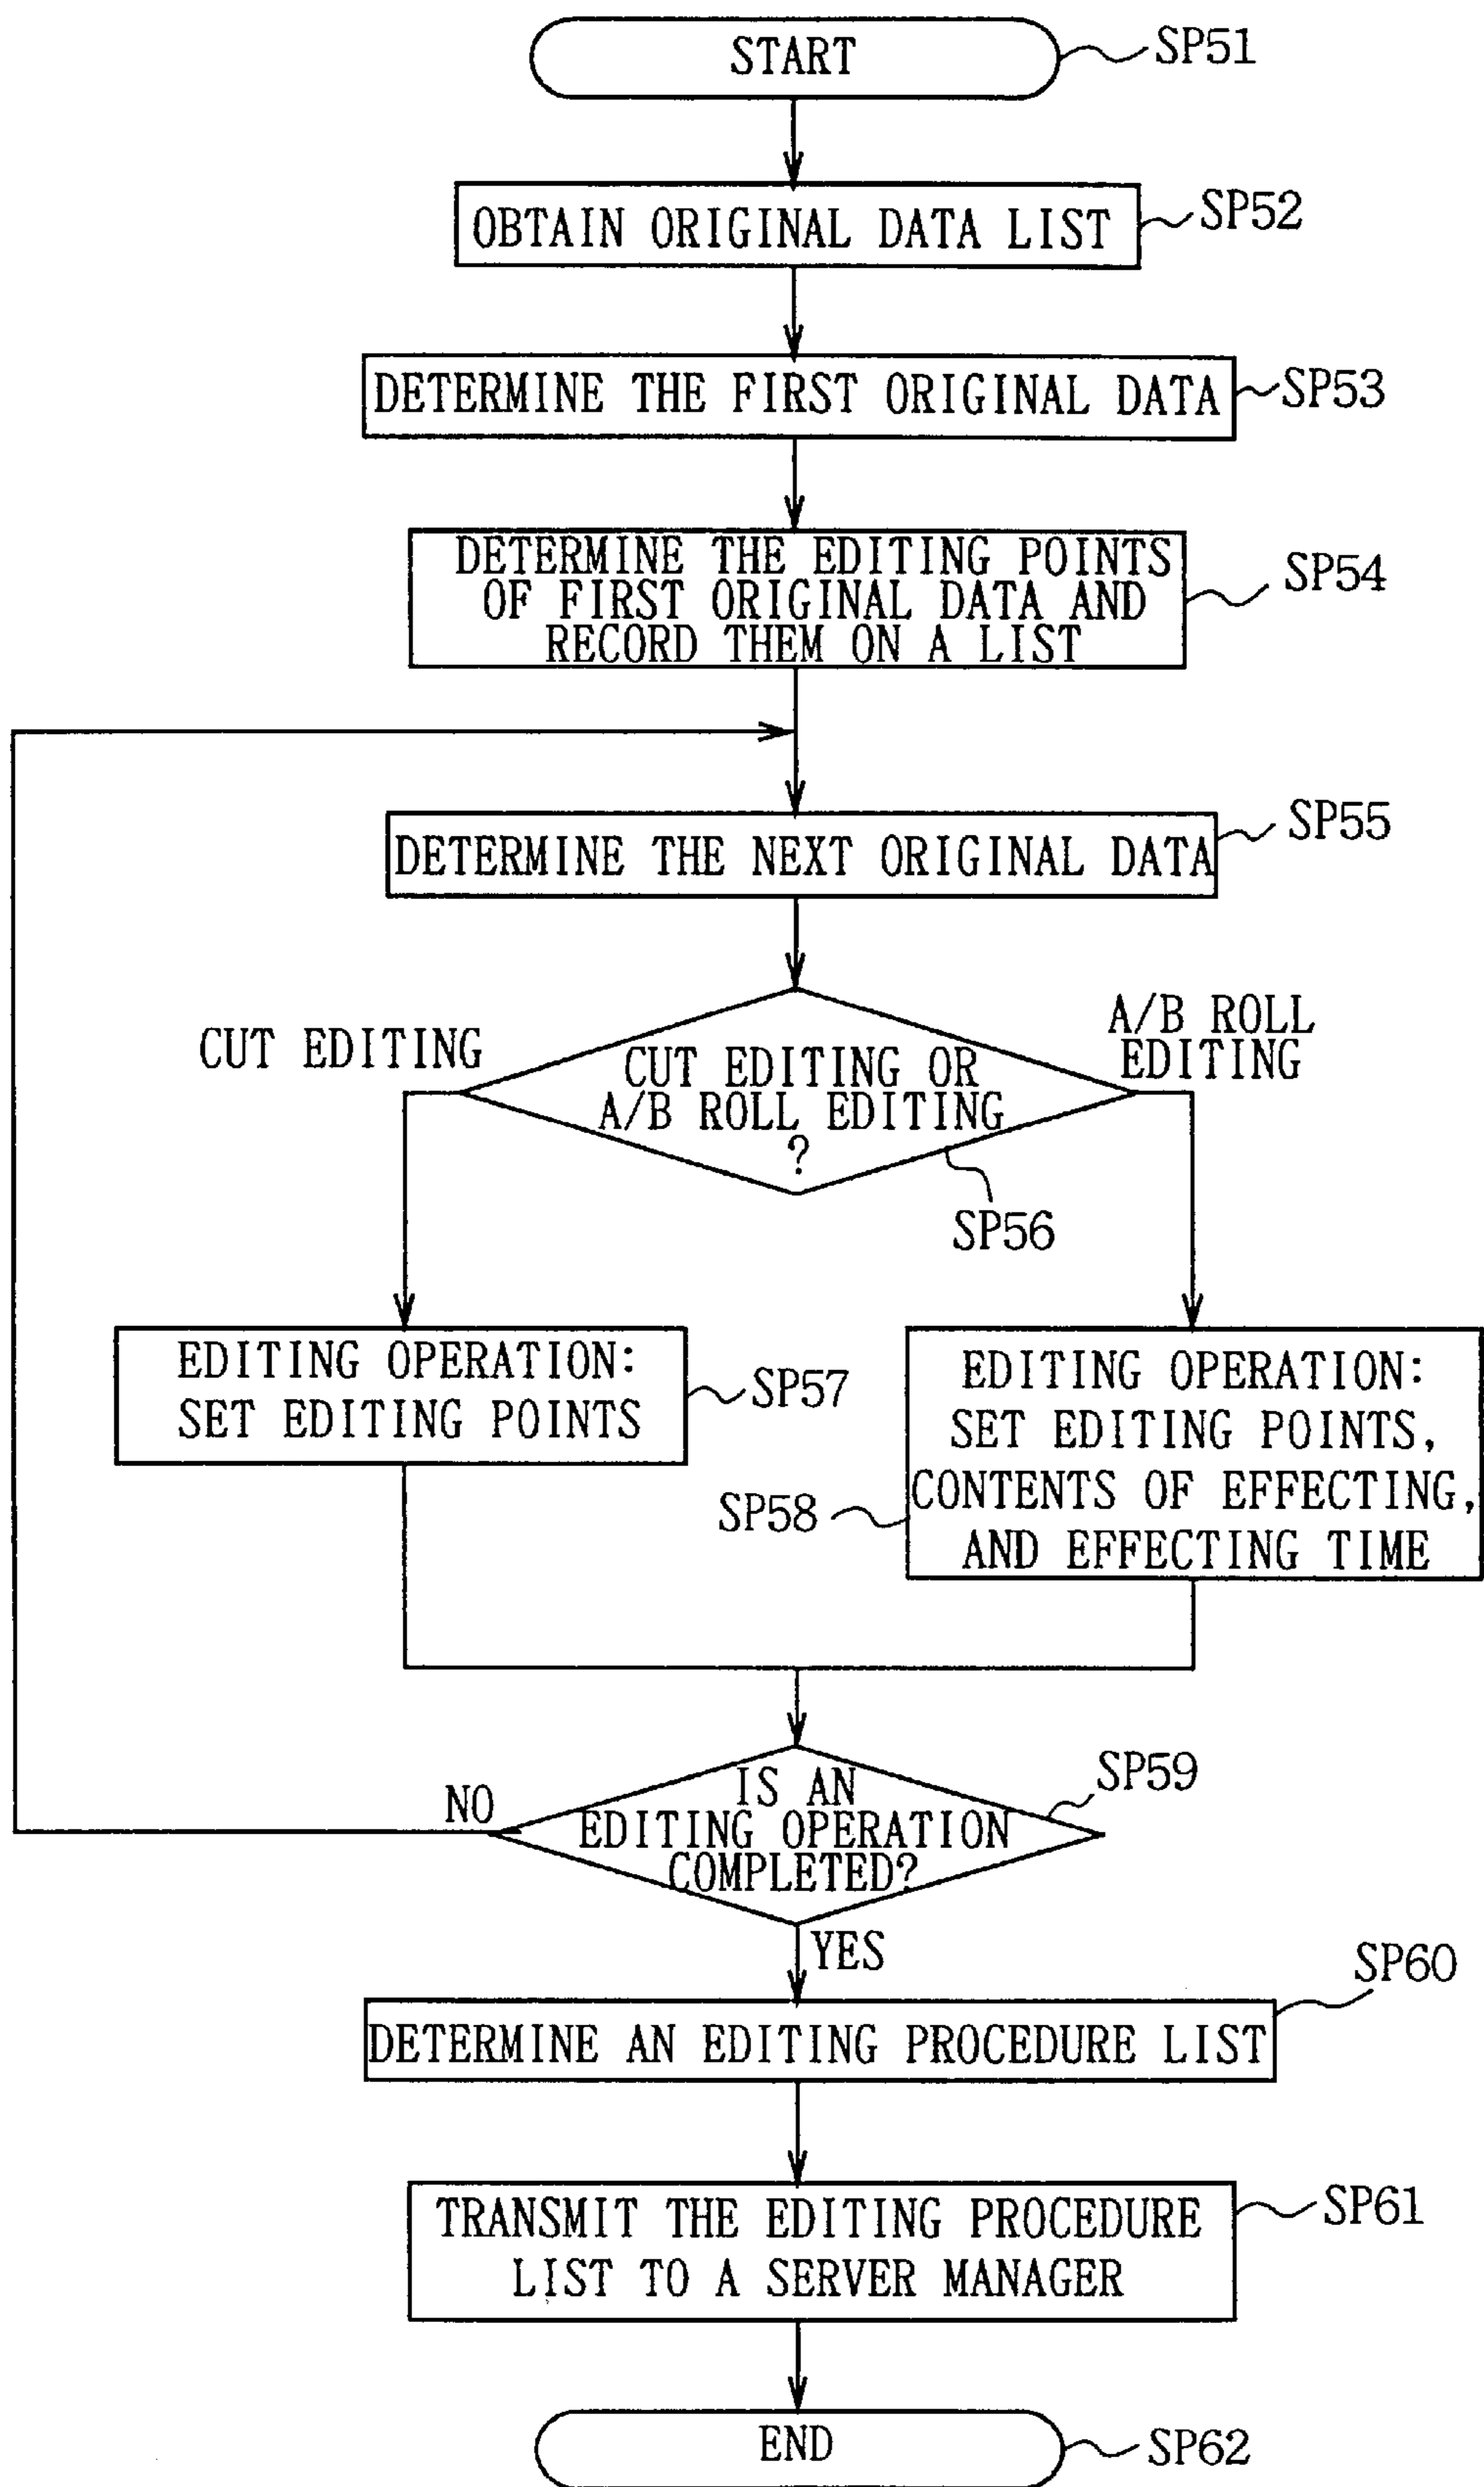 START
SP51
OBTAIN ORIGINAL DATA LIST
SP52
DETERMINE THE FIRST ORIGINAL DATA
SP53
DETERMINE THE EDITING POINTS
OF FIRST ORIGINAL DATA AND
RECORD THEM ON A LIST
SP54
DETERMINE THE NEXT ORIGINAL DATA
SP55
CUT EDITING
CUT EDITING OR
A/B ROLL EDITING
?
A/B ROLL
EDITING
SP56
EDITING OPERATION:
SET EDITING POINTS
SP57
EDITING OPERATION:
SET EDITING POINTS,
CONTENTS OF EFFECTING,
AND EFFECTING TIME
SP58
IS AN
EDITING OPERATION
COMPLETED?
SP59
NO
YES
DETERMINE AN EDITING PROCEDURE LIST
SP60
TRANSMIT THE EDITING PROCEDURE
LIST TO A SERVER MANAGER
SP61
END
SP62